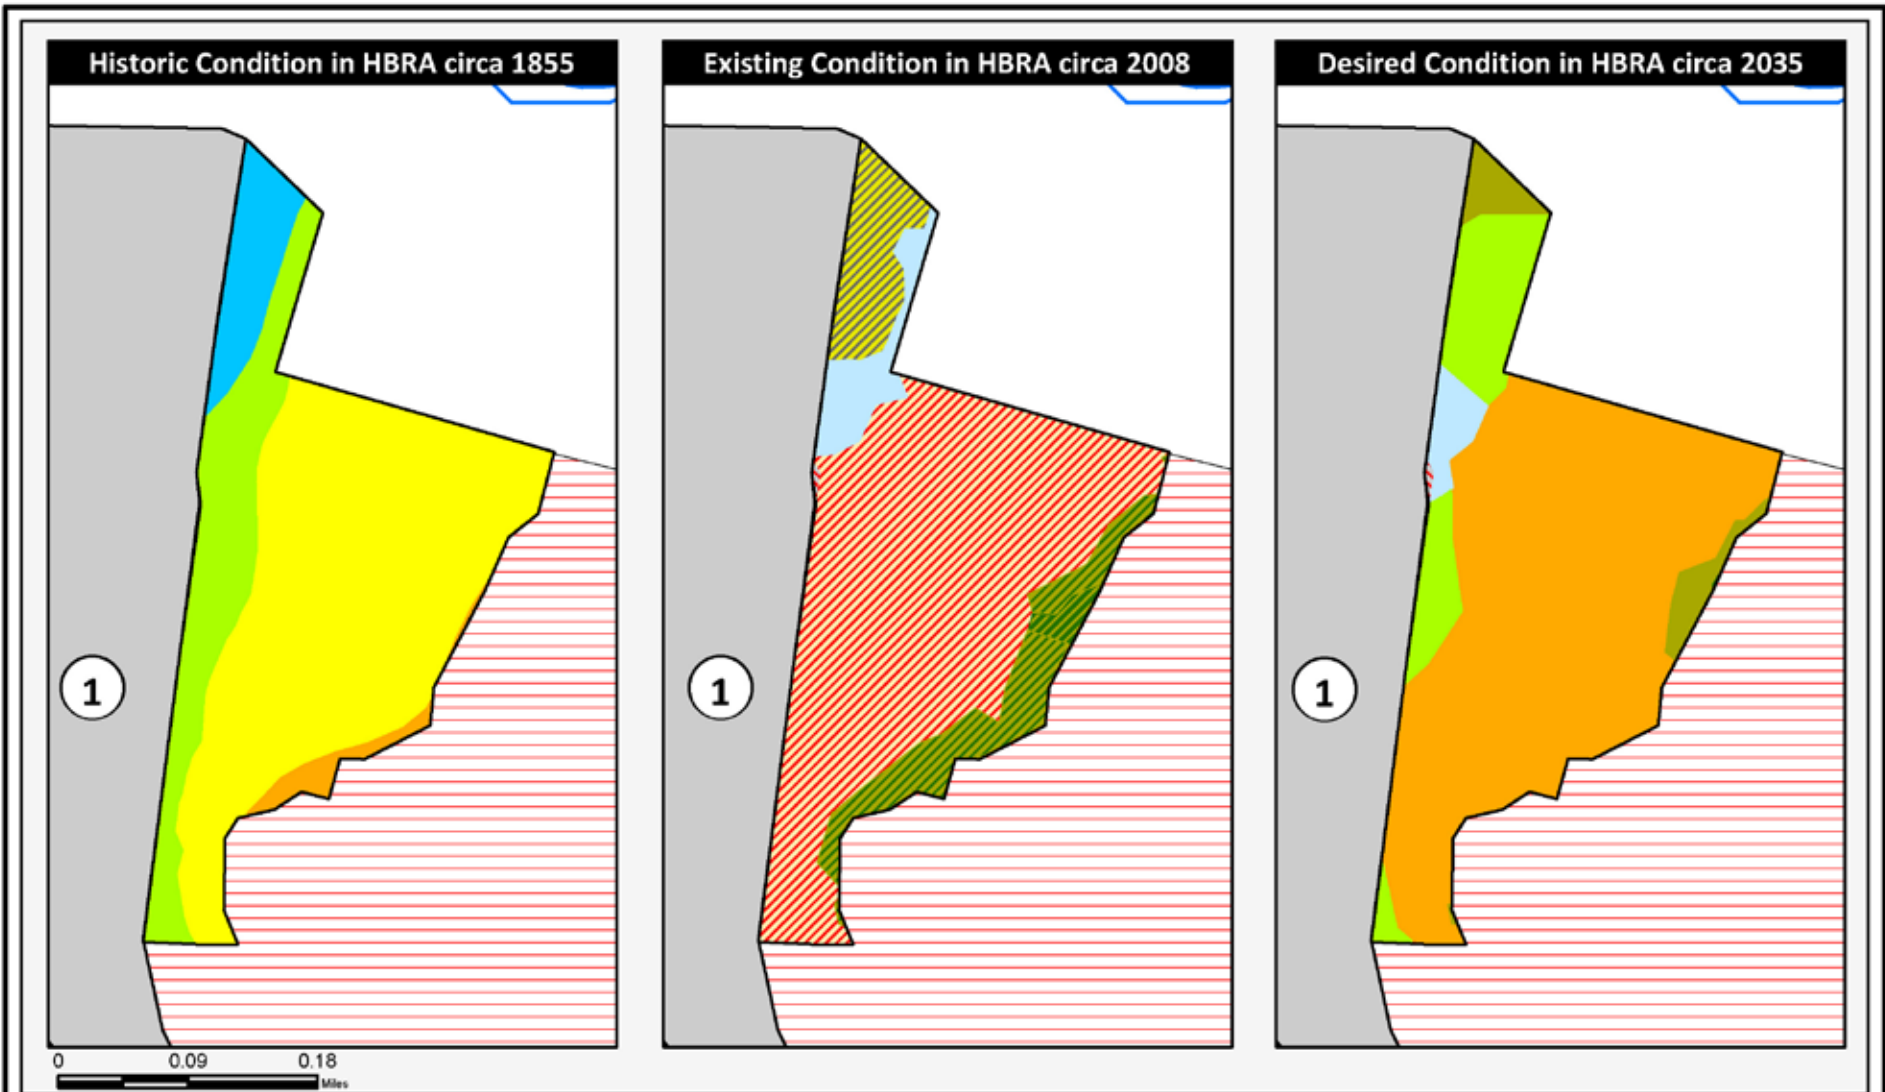 Historic Condition in HBRA circa 1855
Existing Condition in HBRA circa 2008
Desired Condition in HBRA circa 2035
1
1
1
0 0.09 0.18
Miles